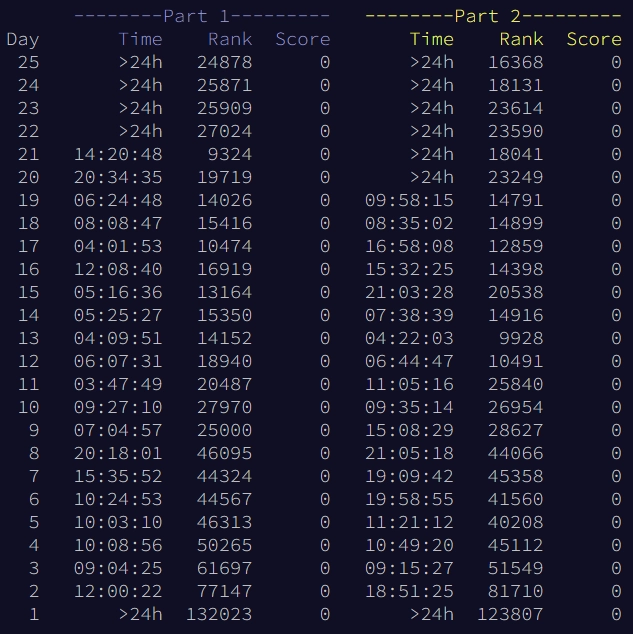 --------Part 1--------- --------Part 2---------
Day Time Rank Score Time Rank Score
25 >24h 24878 0 >24h 16368 0
24 >24h 25871 0 >24h 18131 0
23 >24h 25909 0 >24h 23614 0
22 >24h 27024 0 >24h 23590 0
21 14:20:48 9324 0 >24h 18041 0
20 20:34:35 19719 0 >24h 23249 0
19 06:24:48 14026 0 09:58:15 14791 0
18 08:08:47 15416 0 08:35:02 14899 0
17 04:01:53 10474 0 16:58:08 12859 0
16 12:08:40 16919 0 15:32:25 14398 0
15 05:16:36 13164 0 21:03:28 20538 0
14 05:25:27 15350 0 07:38:39 14916 0
13 04:09:51 14152 0 04:22:03 9928 0
12 06:07:31 18940 0 06:44:47 10491 0
11 03:47:49 20487 0 11:05:16 25840 0
10 09:27:10 27970 0 09:35:14 26954 0
9 07:04:57 25000 0 15:08:29 28627 0
8 20:18:01 46095 0 21:05:18 44066 0
7 15:35:52 44324 0 19:09:42 45358 0
6 10:24:53 44567 0 19:58:55 41560 0
5 10:03:10 46313 0 11:21:12 40208 0
4 10:08:56 50265 0 10:49:20 45112 0
3 09:04:25 61697 0 09:15:27 51549 0
2 12:00:22 77147 0 18:51:25 81710 0
1 >24h 132023 0 >24h 123807 0